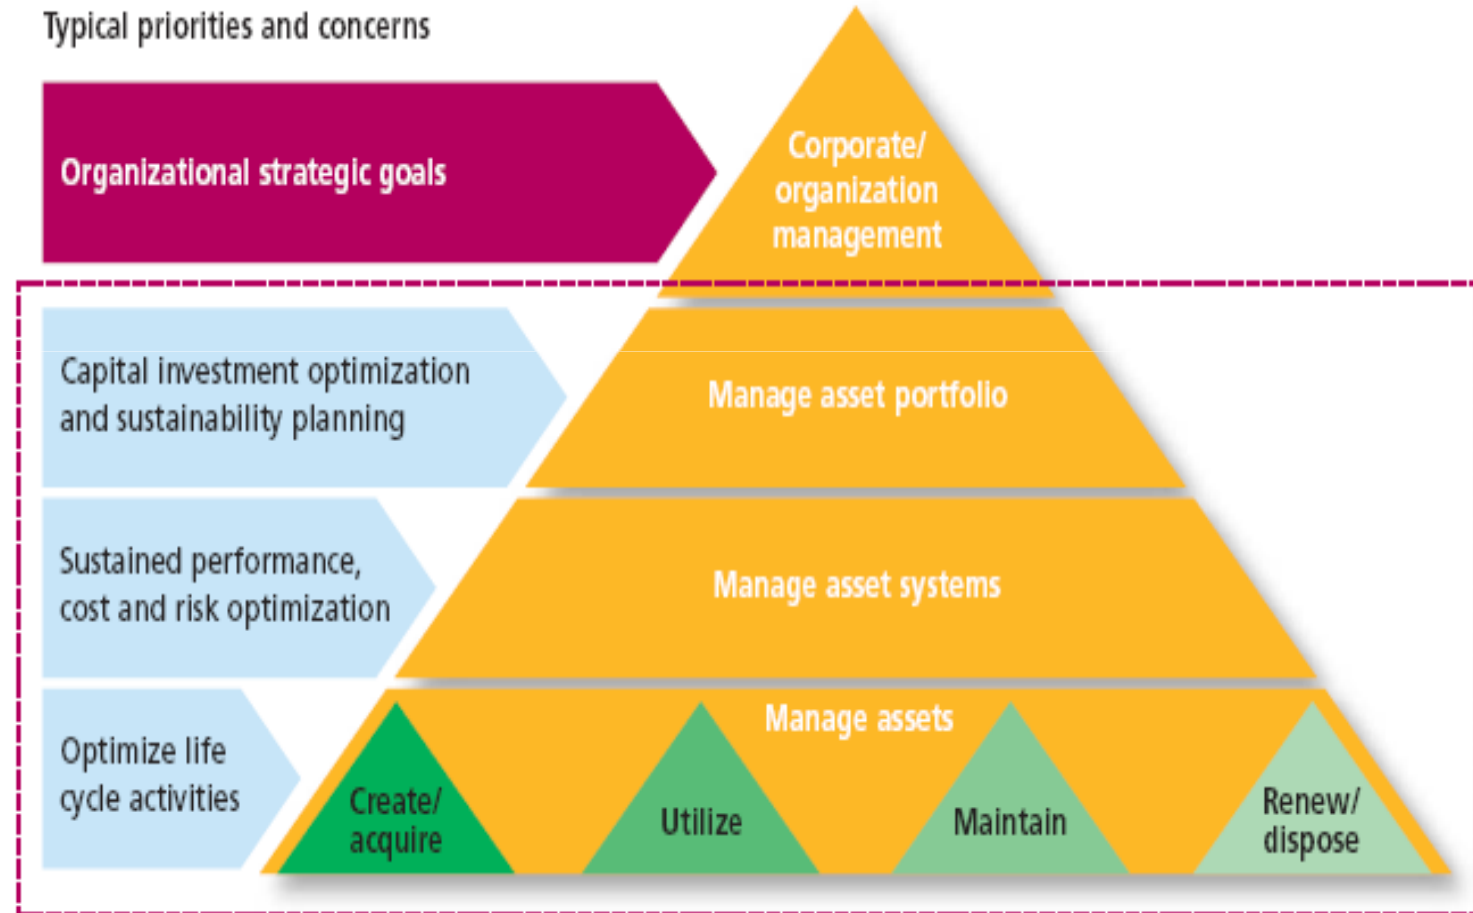 Typical priorities and concerns
Organizational strategic goals
Corporate/
organization
management
Capital investment optimization
and sustainability planning
Manage asset portfolio
Sustained performance,
cost and risk optimization
Manage asset systems
Optimize life
cycle activities
Manage assets
Create/
acquire
Utilize
Maintain
Renew/
dispose